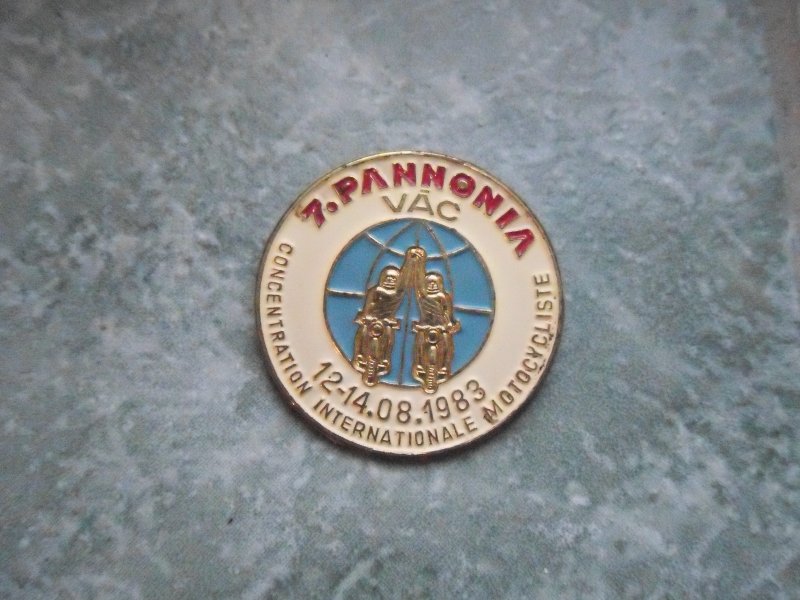 7. PANNONIA
VÁC
12-14.08.1983
CONCENTRATION INTERNATIONALE MOTOCYCLISTE